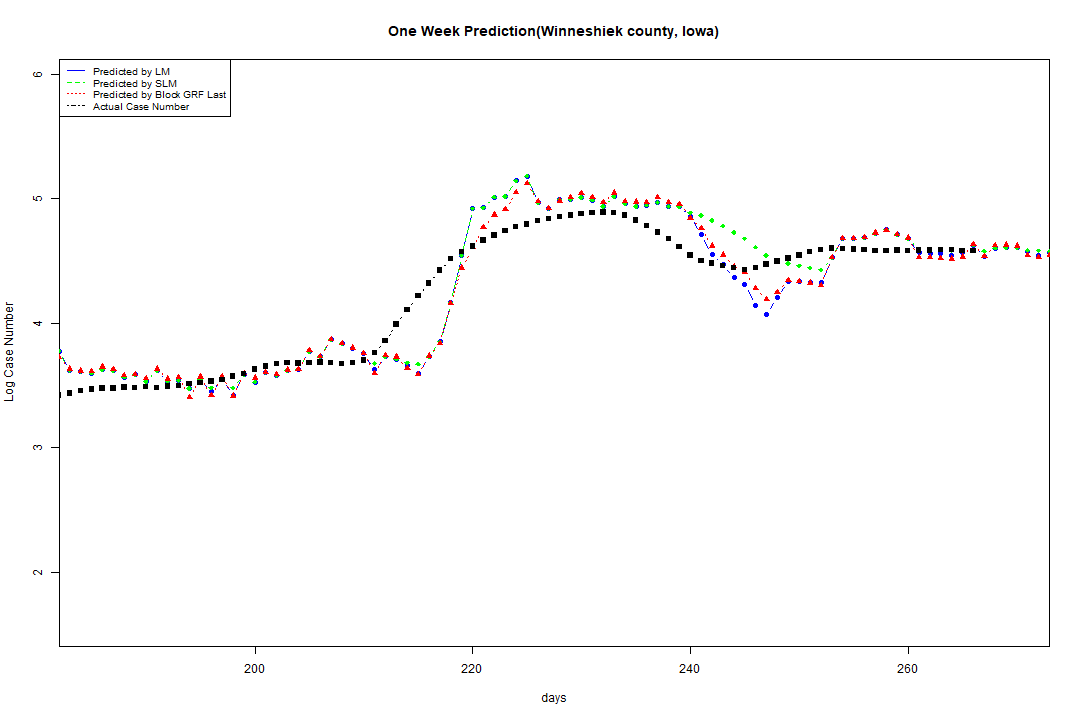 One Week Prediction(Winneshiek county, Iowa)
Predicted by LM
Predicted by SLM
Predicted by Block GRF Last
Actual Case Number
6
5
4
3
2
Log Case Number
200 220 240 260
days